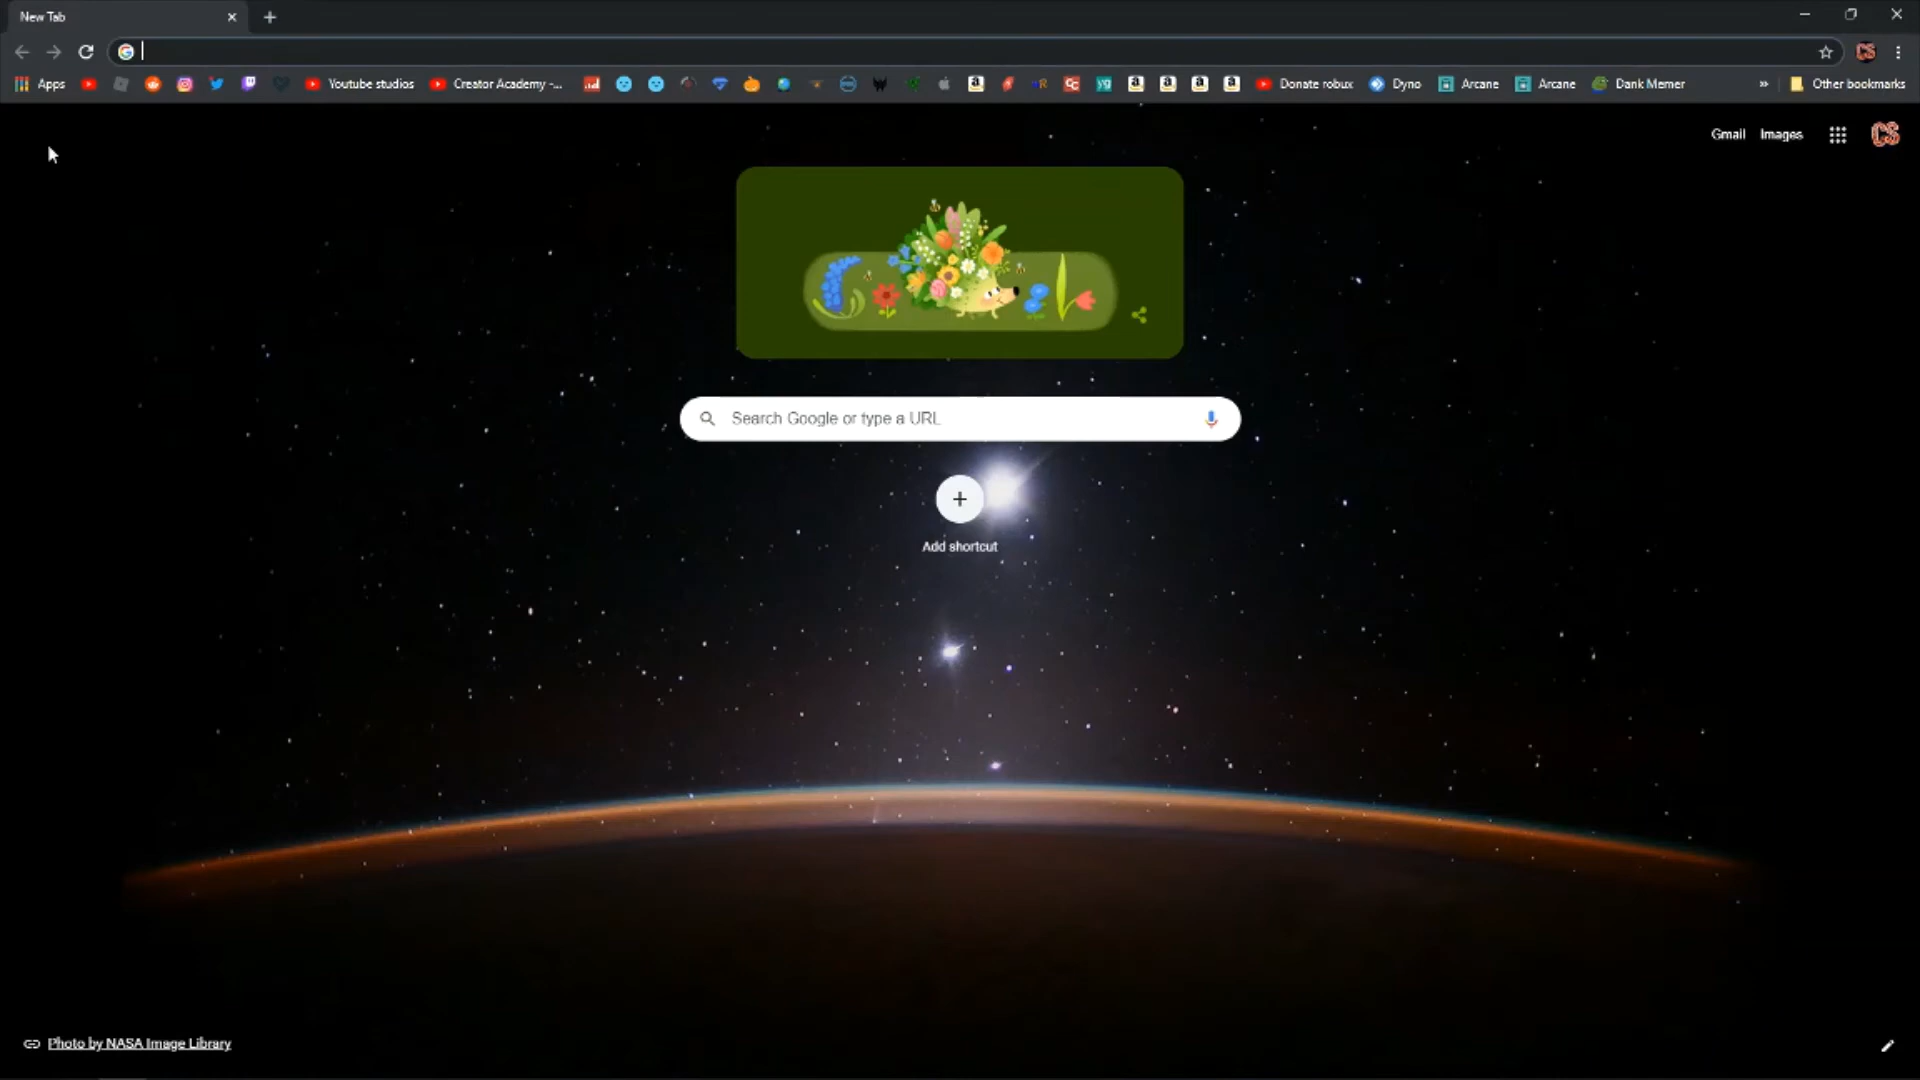 New Tab
Apps
Youtube studios
Creator Academy -...
Donate robux
Dyno
Arcane
Arcane
Dank Memer
»
Other bookmarks
Gmail
Images
CS
Search Google or type a URL
Add shortcut
Photo by NASA Image Library